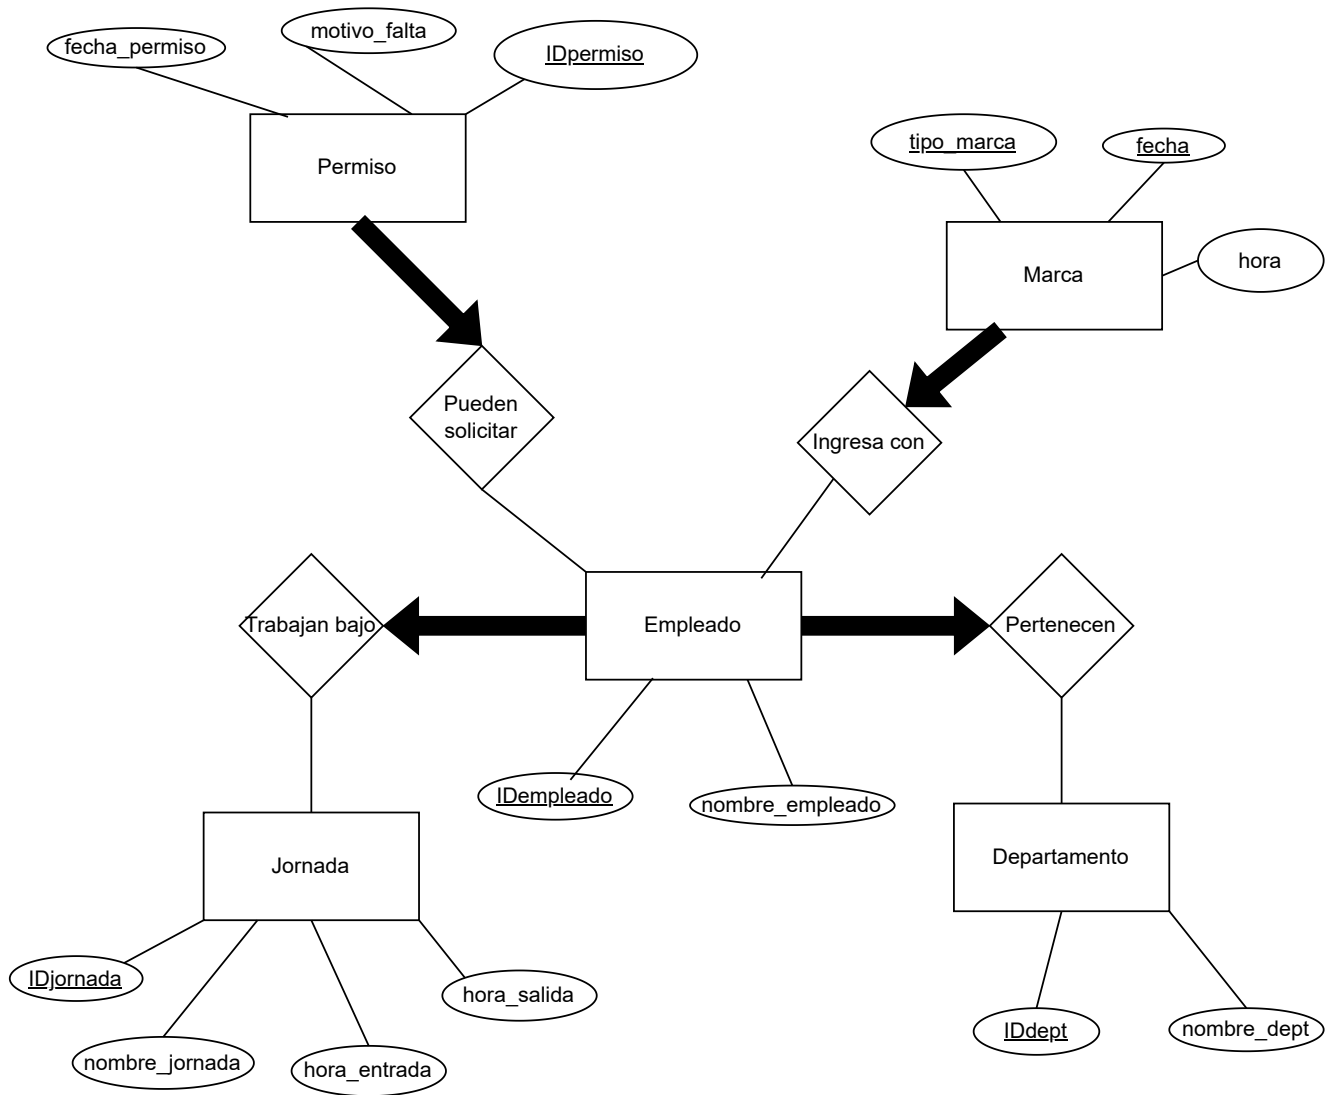 motivo_falta
fecha_permiso
IDpermiso
tipo_marca
fecha
Permiso
hora
Marca
Pueden
solicitar
Ingresa con
Trabajan bajo
Empleado
Pertenecen
IDempleado
nombre_empleado
Jornada
Departamento
IDjornada
hora_salida
nombre_jornada
hora_entrada
IDdept
nombre_dept